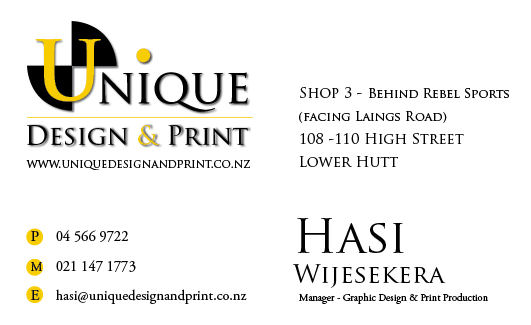 UNIQUE
DESIGN & PRINT
WWW.UNIQUEDESIGNANDPRINT.CO.NZ
SHOP 3 - BEHIND REBEL SPORTS
(FACING LAINGS ROAD)
108 -110 HIGH STREET
LOWER HUTT
P 04 566 9722
M 021 147 1773
E hasi@uniquedesignandprint.co.nz
HASI
WIJESEKERA
Manager - Graphic Design & Print Production